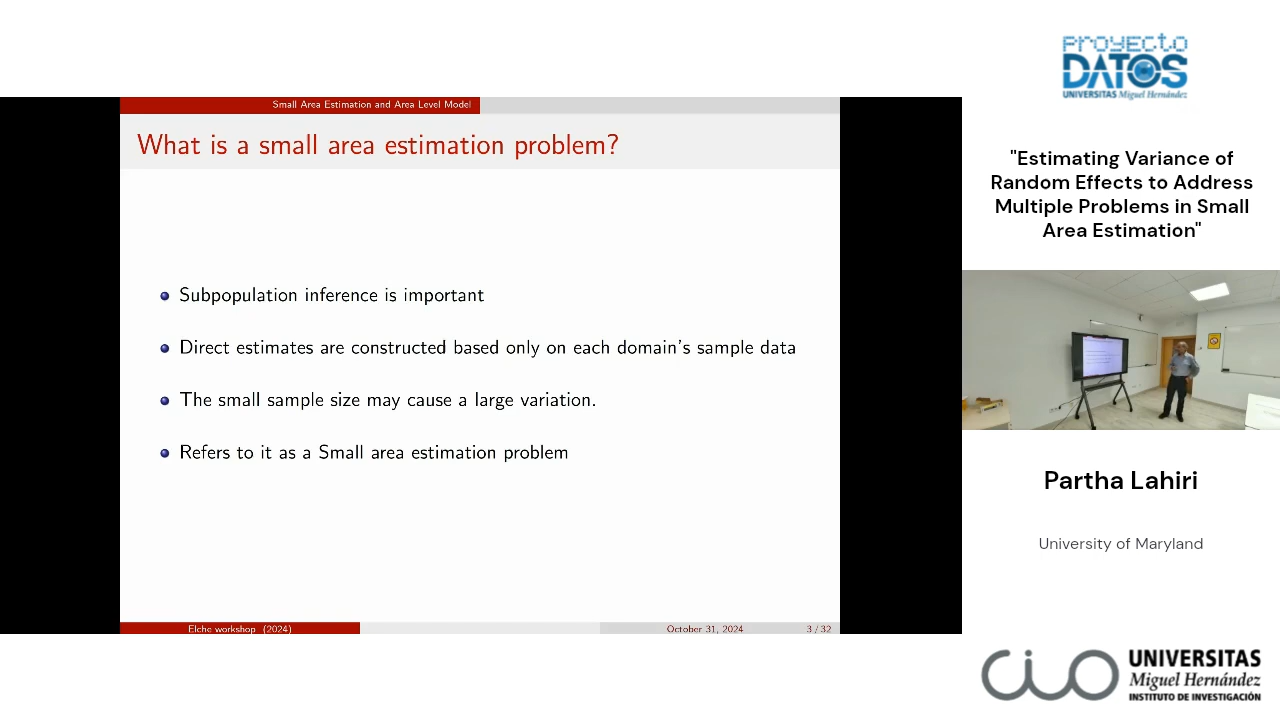 Small Area Estimation and Area Level Model
What is a small area estimation problem?
Subpopulation inference is important
Direct estimates are constructed based only on each domain's sample data
The small sample size may cause a large variation.
Refers to it as a Small area estimation problem
Elche workshop (2024)
October 31, 2024
3 / 32
PROYECTO
DATOS
UNIVERSITAS Miguel Hernández
"Estimating Variance of
Random Effects to Address
Multiple Problems in Small
Area Estimation"
Partha Lahiri
University of Maryland
CIO
UNIVERSITAS
Miguel Hernández
INSTITUTO DE INVESTIGACIÓN